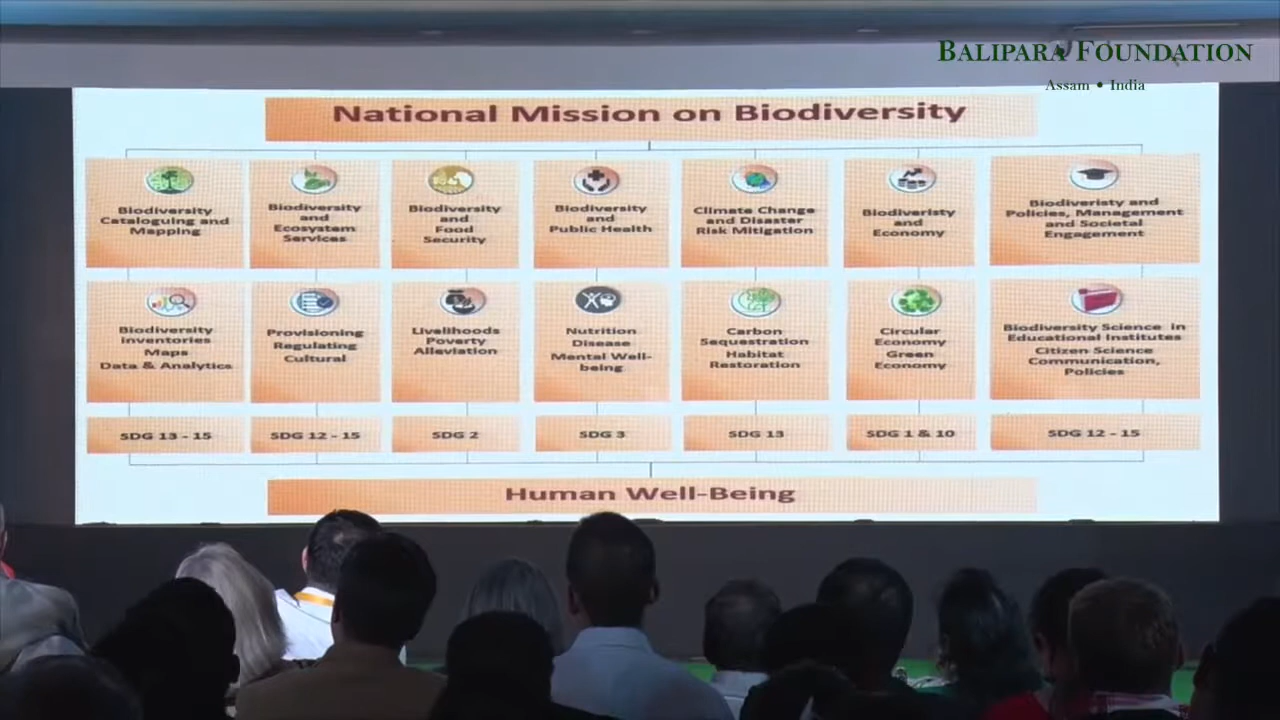 BALIPARA FOUNDATION
Assam • India
National Mission on Biodiversity
Biodiversity
Cataloguing and
Mapping
Biodiversity
and
Ecosystem
Services
Biodiversity
and
Food
Security
Biodiversity
and
Public Health
Climate Change
and Disaster
Risk Mitigation
Biodiveristy
and
Economy
Biodiveristy and
Policies, Management
and Societal
Engagement
Biodiversity
Inventories
Maps
Data & Analytics
Provisioning
Regulating
Cultural
Livelihoods
Poverty
Alleviation
Nutrition
Disease
Mental Well-
being
Carbon
Sequestration
Habitat
Restoration
Circular
Economy
Green
Economy
Biodiversity Science in
Educational Institutes
Citizen Science
Communication,
Policies
SDG 13 - 15
SDG 12 - 15
SDG 2
SDG 3
SDG 13
SDG 1 & 10
SDG 12 - 15
Human Well-Being